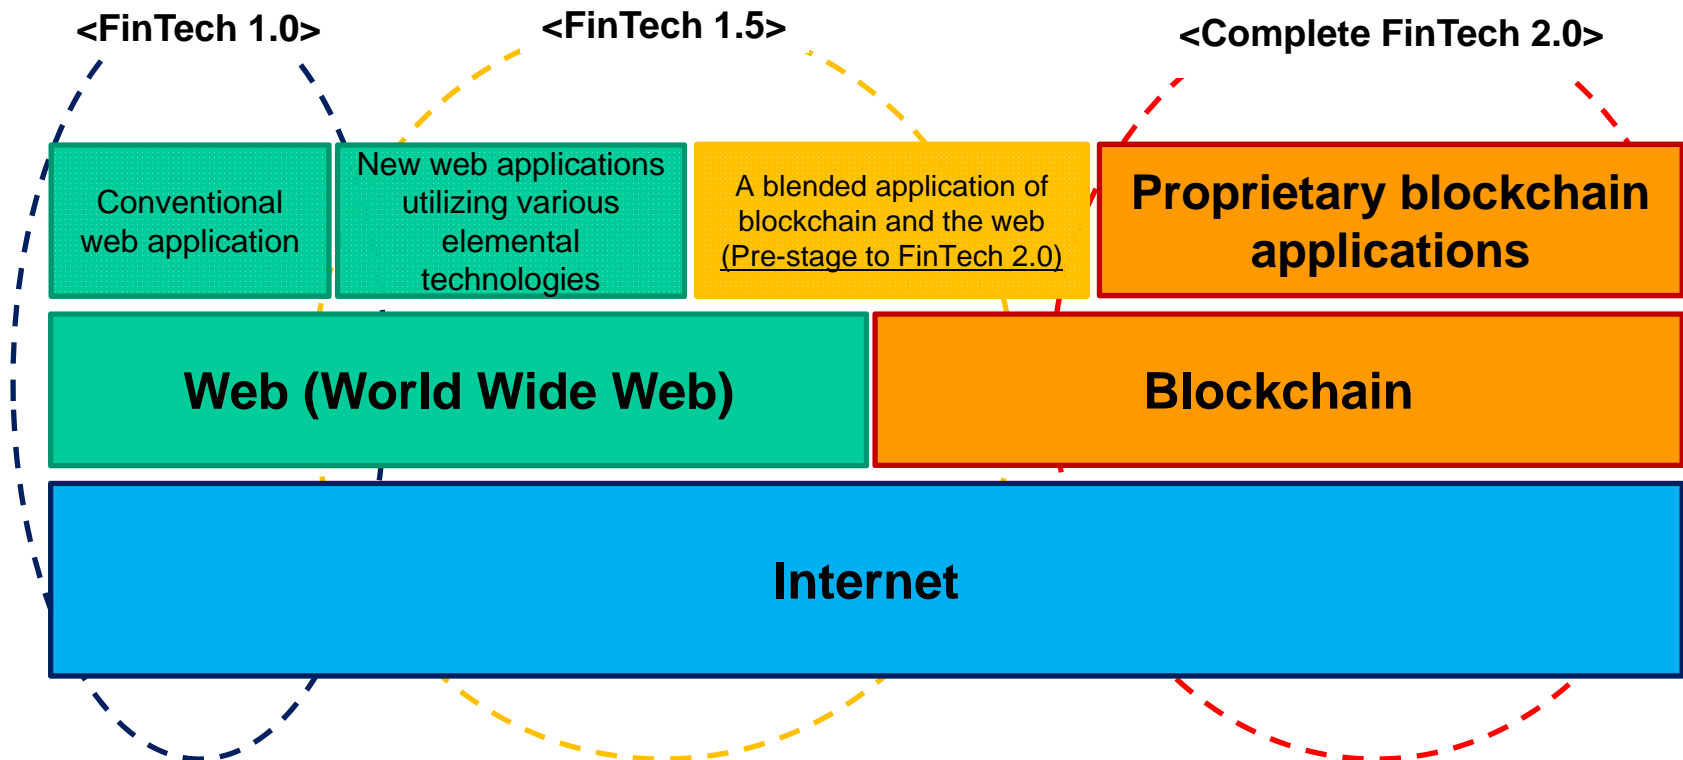 <FinTech 1.0>
<FinTech 1.5>
<Complete FinTech 2.0>
Conventional
web application
New web applications
utilizing various
elemental
technologies
A blended application of
blockchain and the web
(Pre-stage to FinTech 2.0)
Proprietary blockchain
applications
Web (World Wide Web)
Blockchain
Internet